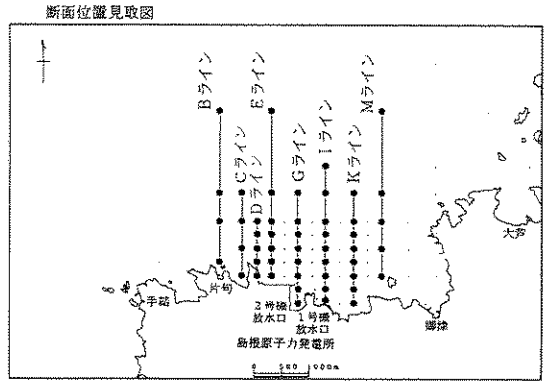 断面位置見取図
Bライン
Cライン
Dライン
Eライン
Gライン
Iライン
Kライン
Mライン
手結
片句
2号機
放水口
1号機
放水口
島根原子力発電所
御津
大芦
0 500 1000m